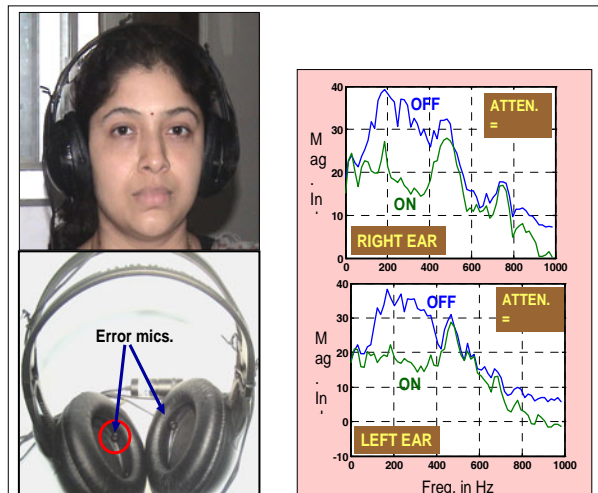 Error mics.
40
30
20
10
0
M
a
g
.
In
.
OFF
ATTEN.
=
ON
RIGHT EAR
0 200 400 600 800 1000
40
30
20
10
0
-10
M
a
g
.
In
.
OFF
ATTEN.
=
ON
LEFT EAR
0 200 400 600 800 1000
Freq. in Hz